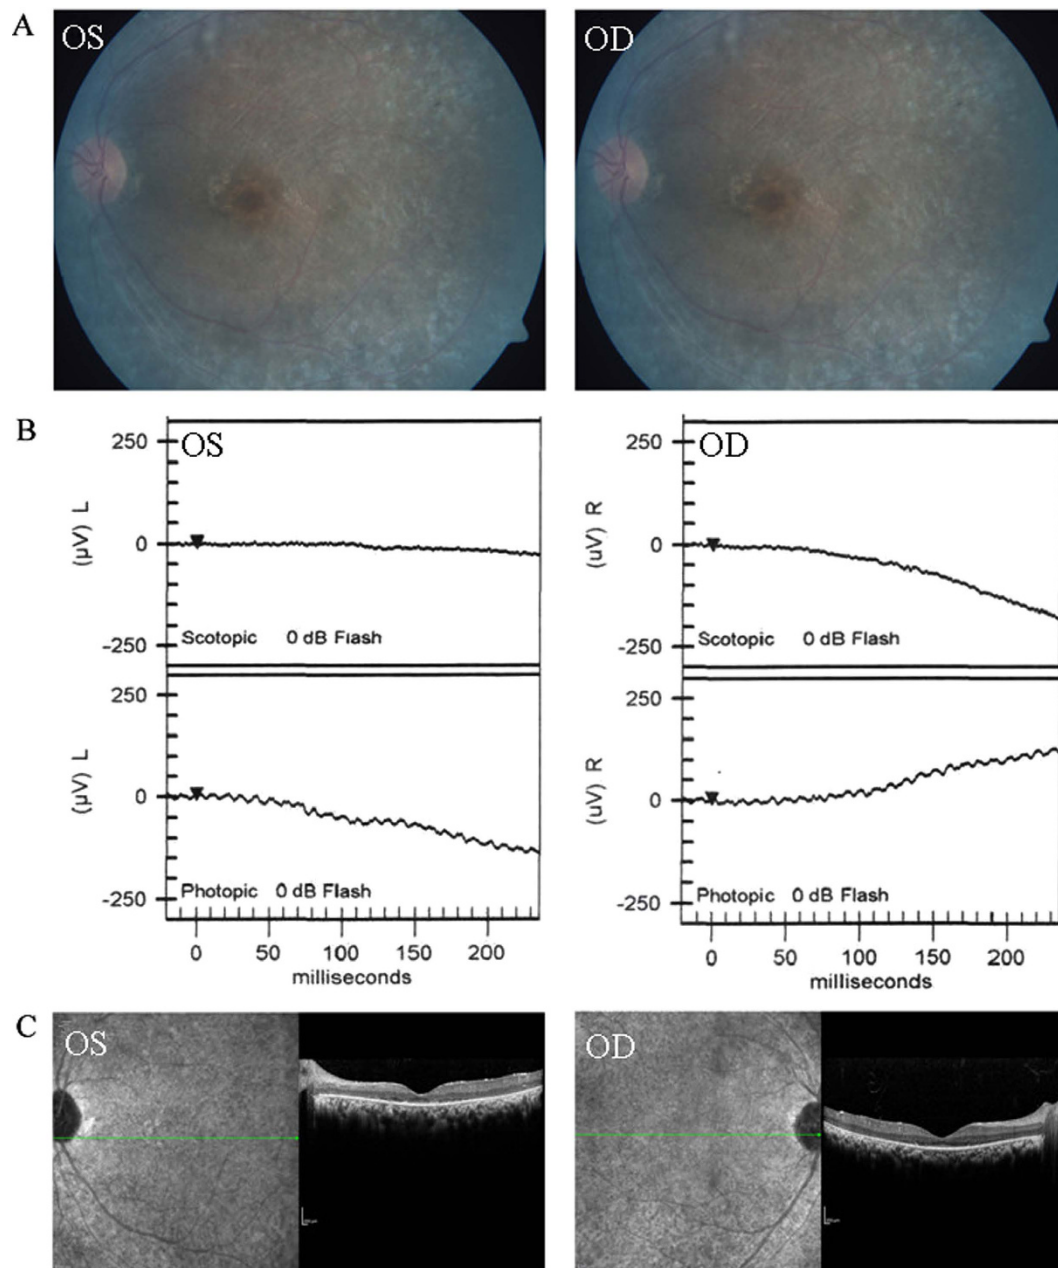 A
OS
OD
B
OS
250
0
-250
(µV) L
Scotopic 0 dB Flash
250
0
-250
(µV) L
Photopic 0 dB Flash
0 50 100 150 200
milliseconds
OD
250
0
-250
(uV) R
Scotopic 0 dB Flash
250
0
-250
(uV) R
Photopic 0 dB Flash
0 50 100 150 200
milliseconds
C
OS
OD